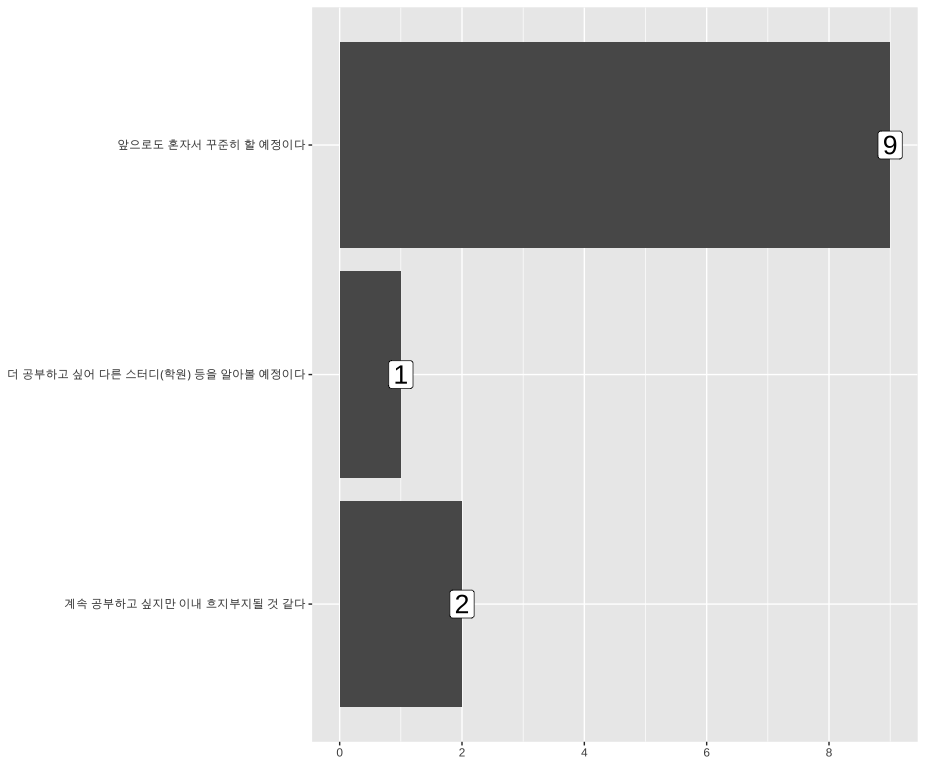 앞으로도 혼자서 꾸준히 할 예정이다
9
더 공부하고 싶어 다른 스터디(학원) 등을 알아볼 예정이다
1
계속 공부하고 싶지만 이내 흐지부지될 것 같다
2
0 2 4 6 8